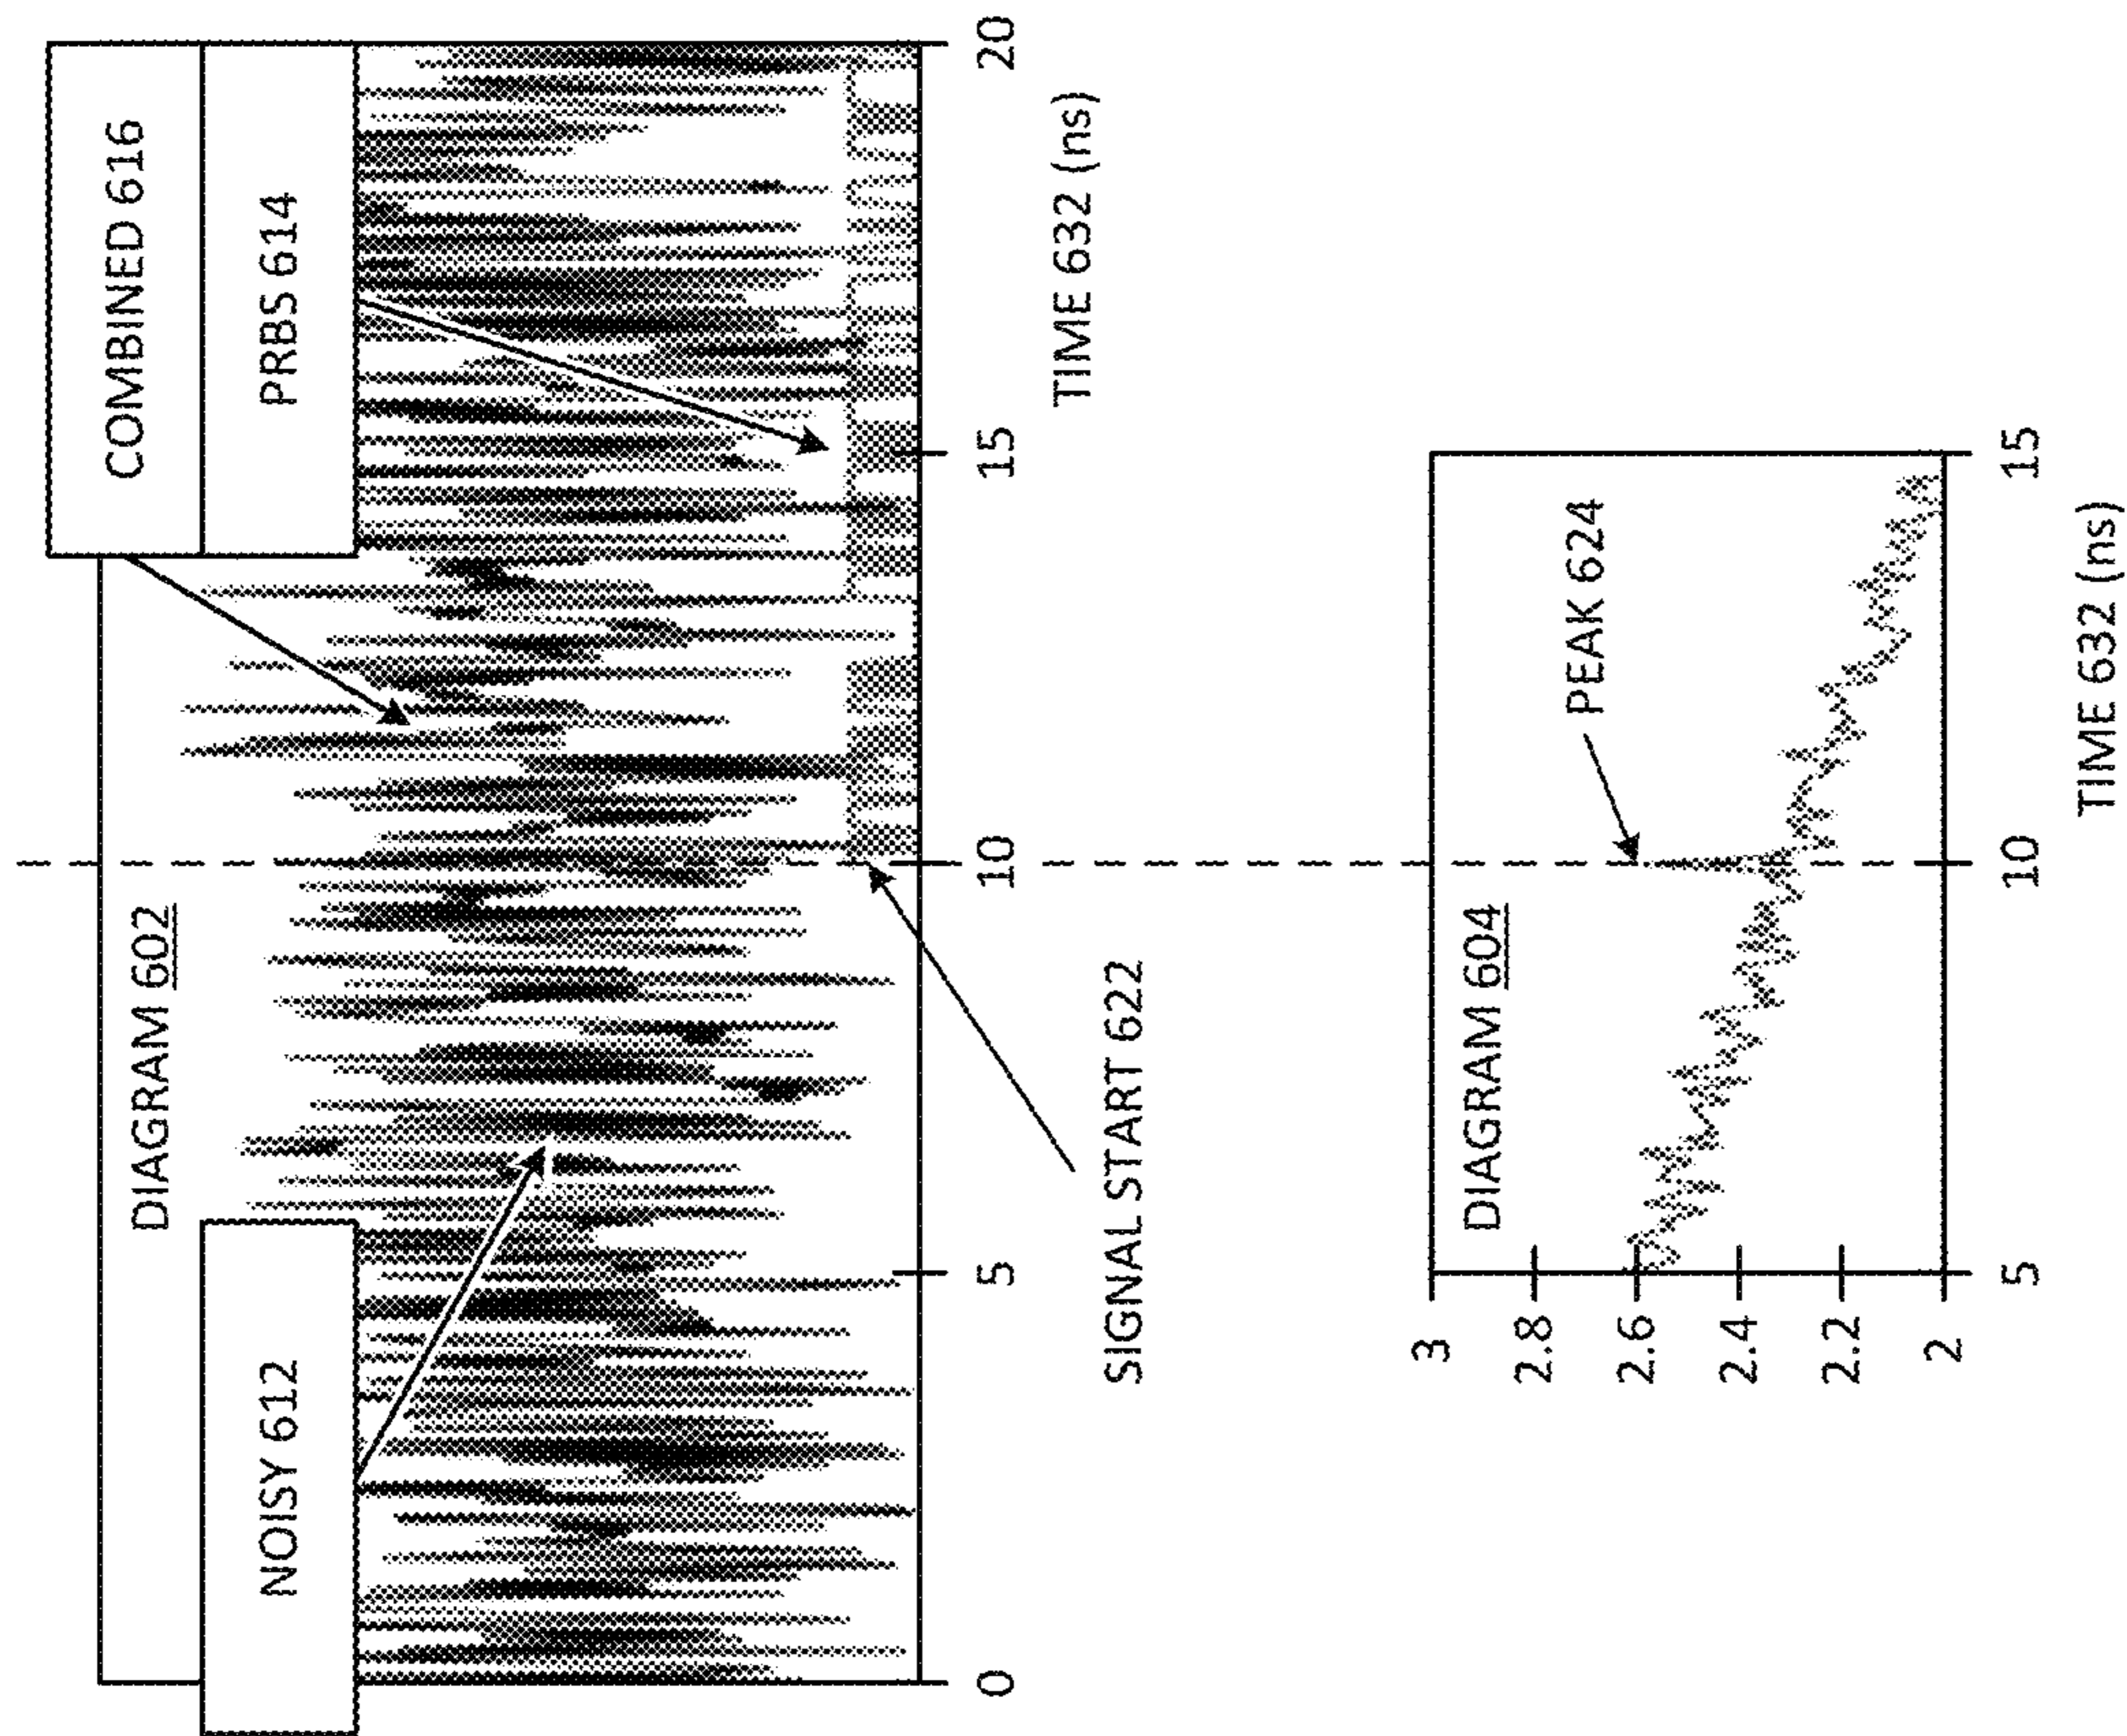 COMBINED 616
DIAGRAM 602
NOISY 612
PRBS 614
0
5
10
15
20
TIME 632 (ns)
SIGNAL START 622
DIAGRAM 604
PEAK 624
3
2.8
2.6
2.4
2.2
2
5
10
15
TIME 632 (ns)